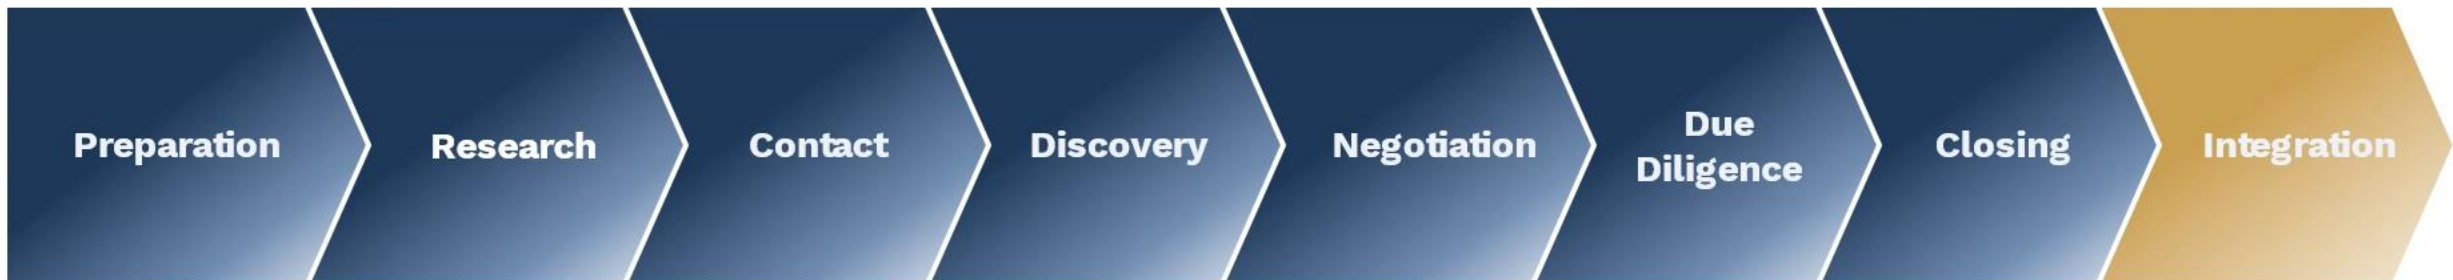 Preparation
Research
Contact
Discovery
Negotiation
Due
Diligence
Closing
Integration